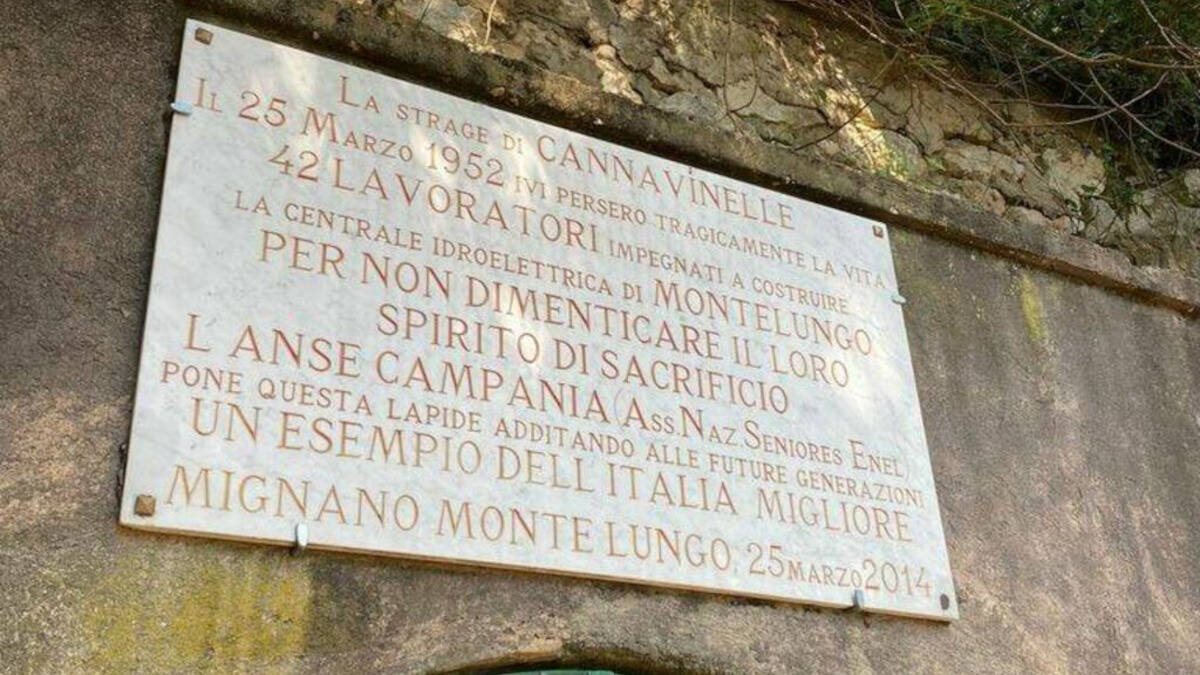 LA STRAGE DI CANNAVINELLE
IL 25 MARZO 1952 IVI PERSERO TRAGICAMENTE LA VITA
42 LAVORATORI IMPEGNATI A COSTRUIRE
LA CENTRALE IDROELETTRICA DI MONTELUNGO
PER NON DIMENTICARE IL LORO
SPIRITO DI SACRIFICIO
L ANSE CAMPANIA (ASS.NAZ.SENIORES ENEL)
PONE QUESTA LAPIDE ADDITANDO ALLE FUTURE GENERAZIONI
UN ESEMPIO DELL'ITALIA MIGLIORE
MIGNANO MONTE LUNGO, 25 MARZO 2014